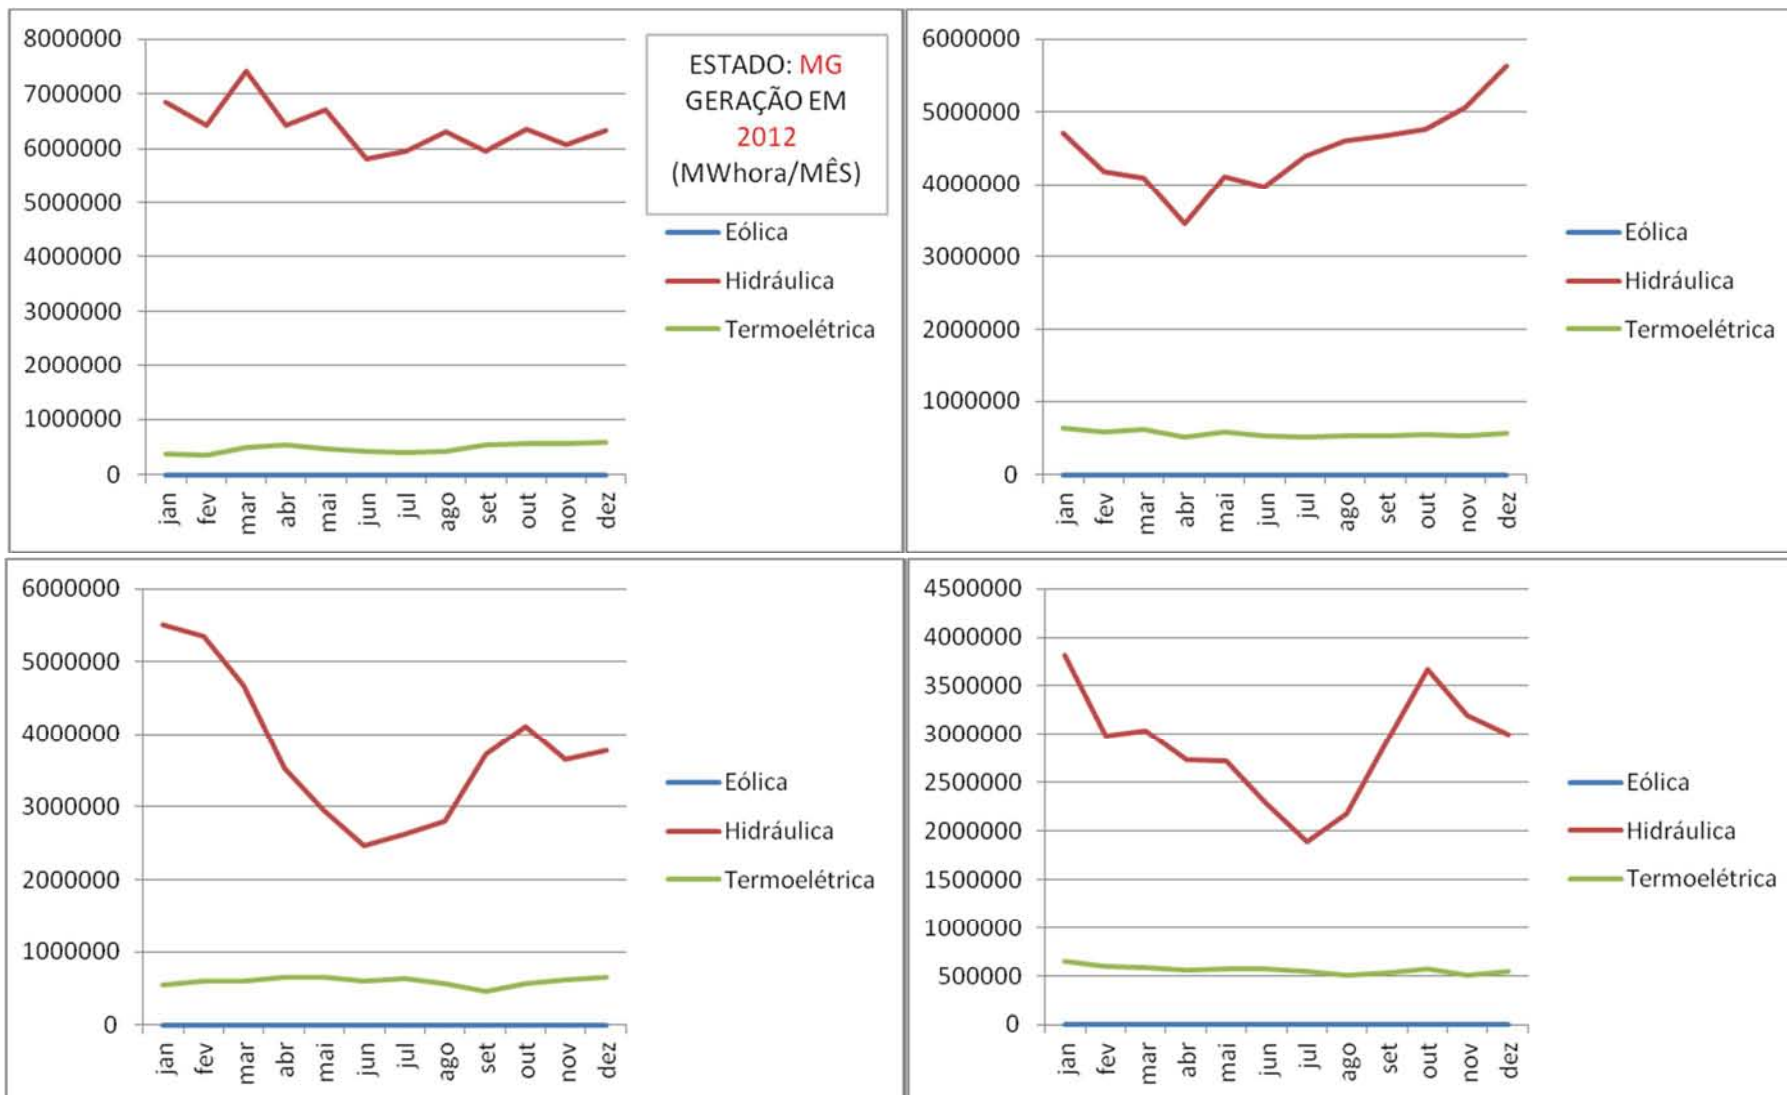 8000000
7000000
6000000
5000000
4000000
3000000
2000000
1000000
0
jan
fev
mar
abr
mai
jun
jul
ago
set
out
nov
dez
ESTADO: MG
GERAÇÃO EM
2012
(MWhora/MÊS)
Eólica
Hidráulica
Termoelétrica
6000000
5000000
4000000
3000000
2000000
1000000
0
jan
fev
mar
abr
mai
jun
jul
ago
set
out
nov
dez
Eólica
Hidráulica
Termoelétrica
6000000
5000000
4000000
3000000
2000000
1000000
0
jan
fev
mar
abr
mai
jun
jul
ago
set
out
nov
dez
Eólica
Hidráulica
Termoelétrica
4500000
4000000
3500000
3000000
2500000
2000000
1500000
1000000
500000
0
jan
fev
mar
abr
mai
jun
jul
ago
set
out
nov
dez
Eólica
Hidráulica
Termoelétrica